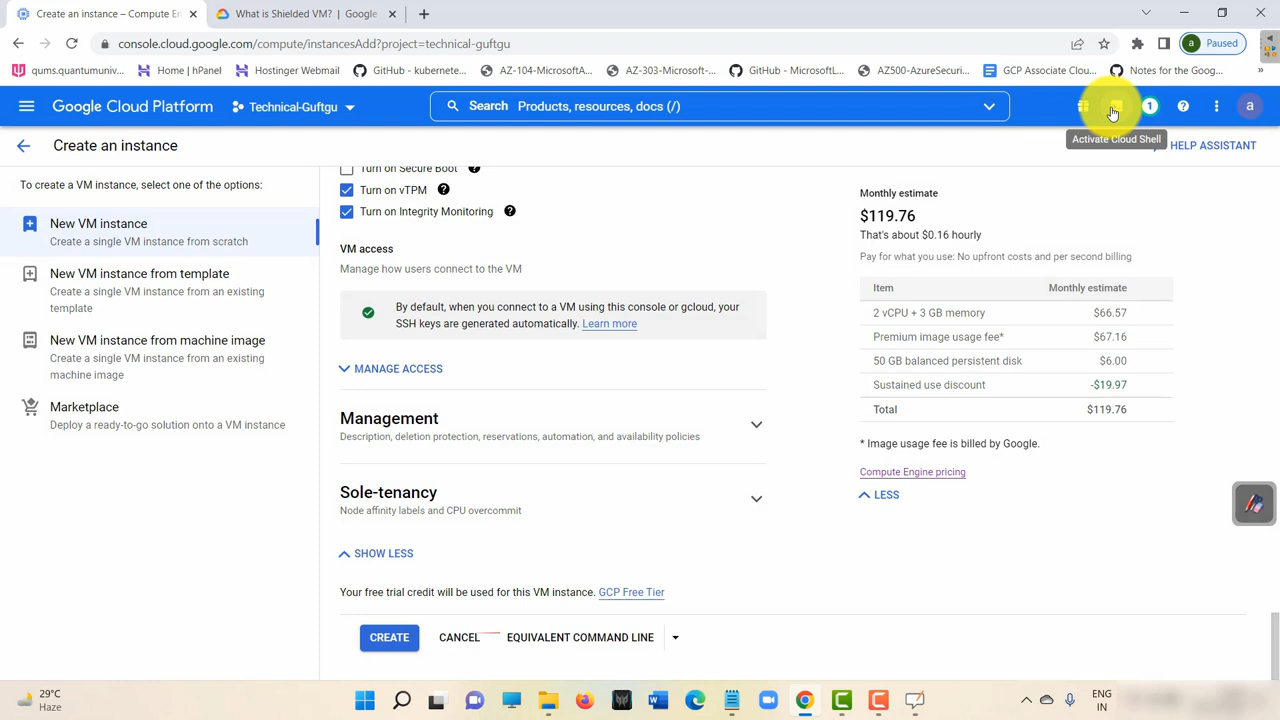 Create an instance – Compute En
What is Shielded VM? | Google
console.cloud.google.com/compute/instancesAdd?project=technical-guftgu
a
Paused
qums.quantumuniv...
Home | hPanel
Hostinger Webmail
GitHub - kubernete...
AZ-104-MicrosoftA...
AZ-303-Microsoft-...
GitHub - MicrosoftL...
AZ500-AzureSecuri...
GCP Associate Clou...
Notes for the Goog...
»
Google Cloud Platform
Technical-Guftgu
Search Products, resources, docs (/)
1
a
Activate Cloud Shell
Create an instance
HELP ASSISTANT
To create a VM instance, select one of the options:
New VM instance
Create a single VM instance from scratch
New VM instance from template
Create a single VM instance from an existing
template
New VM instance from machine image
Create a single VM instance from an existing
machine image
Marketplace
Deploy a ready-to-go solution onto a VM instance
Turn on Secure Boot
Turn on vTPM
Turn on Integrity Monitoring
VM access
Manage how users connect to the VM
By default, when you connect to a VM using this console or gcloud, your
SSH keys are generated automatically. Learn more
MANAGE ACCESS
Management
Description, deletion protection, reservations, automation, and availability policies
Sole-tenancy
Node affinity labels and CPU overcommit
SHOW LESS
Your free trial credit will be used for this VM instance. GCP Free Tier
CREATE
CANCEL
EQUIVALENT COMMAND LINE
Monthly estimate
$119.76
That's about $0.16 hourly
Pay for what you use: No upfront costs and per second billing
Item Monthly estimate
2 vCPU + 3 GB memory $66.57
Premium image usage fee* $67.16
50 GB balanced persistent disk $6.00
Sustained use discount -$19.97
Total $119.76
* Image usage fee is billed by Google.
Compute Engine pricing
LESS
29°C
Haze
ENG
IN